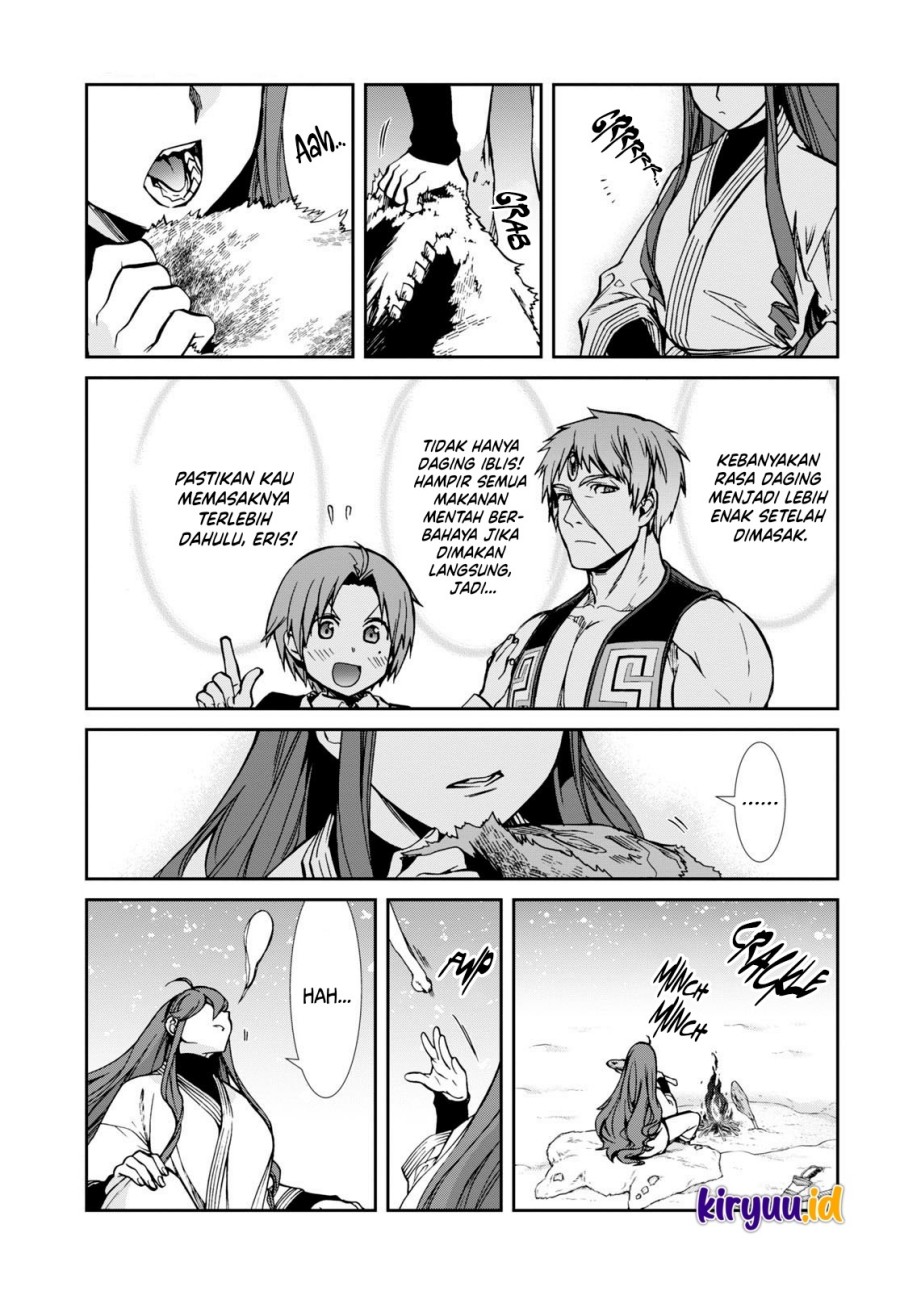 GRRRRR...
GRAB
Aah...
KEBANYAKAN
RASA DAGING
MENJADI LEBIH
ENAK SETELAH
DIMASAK.
TIDAK HANYA
DAGING IBLIS!
HAMPIR SEMUA
MAKANAN
MENTAH BER-
BAHAYA JIKA
DIMAKAN
LANGSUNG,
JADI...
PASTIKAN KAU
MEMASAKNYA
TERLEBIH
DAHULU, ERIS!
......
CRACKLE
MUNCH
MUNCH
FWP
HAH...
kiryuu.id